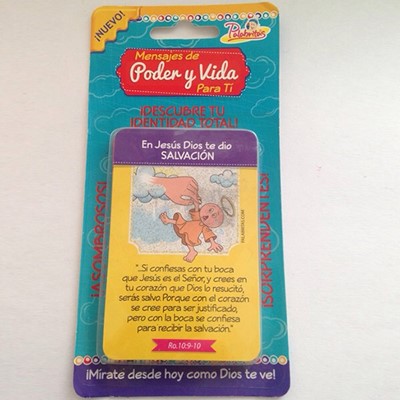 ¡NUEVO!
Palabritas
Mensajes de
Poder y Vida
Para Ti
¡DESCUBRE TU
IDENTIDAD TOTAL!
¡ASOMBROSOS!
¡SORPRENDENTES!
En Jesús Dios te dio
SALVACIÓN
"...Si confiesas con tu boca
que Jesús es el Señor, y crees en
tu corazón que Dios lo resucitó,
serás salvo Porque con el corazón
se cree para ser justificado,
pero con la boca se confiesa
para recibir la salvación."
Ro.10:9-10
¡Mírate desde hoy como Dios te ve!